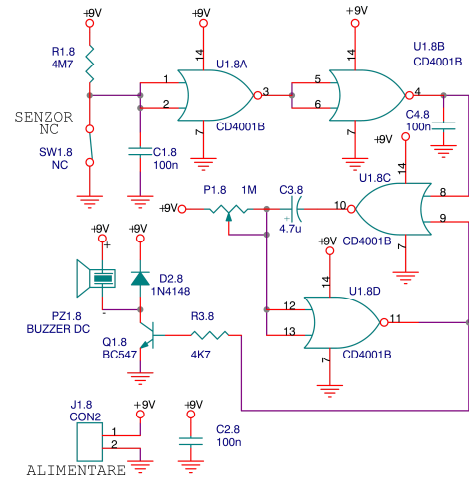 +9V
+9V
+9V
R1.8
4M7
14
U1.8A
1
2
3
7
CD4001B
14
U1.8B
CD4001B
5
6
4
7
SENZOR
NC
SW1.8
NC
C1.8
100n
C4.8
100n
+9V
14
U1.8C
8
9
10
7
CD4001B
P1.8
1M
+9V
C3.8
+
4.7u
+9V
14
U1.8D
12
13
11
7
CD4001B
+9V
+
-
PZ1.8
BUZZER DC
+9V
D2.8
1N4148
Q1.8
BC547
R3.8
4K7
J1.8
CON2
1
2
+9V
ALIMENTARE
+9V
C2.8
100n